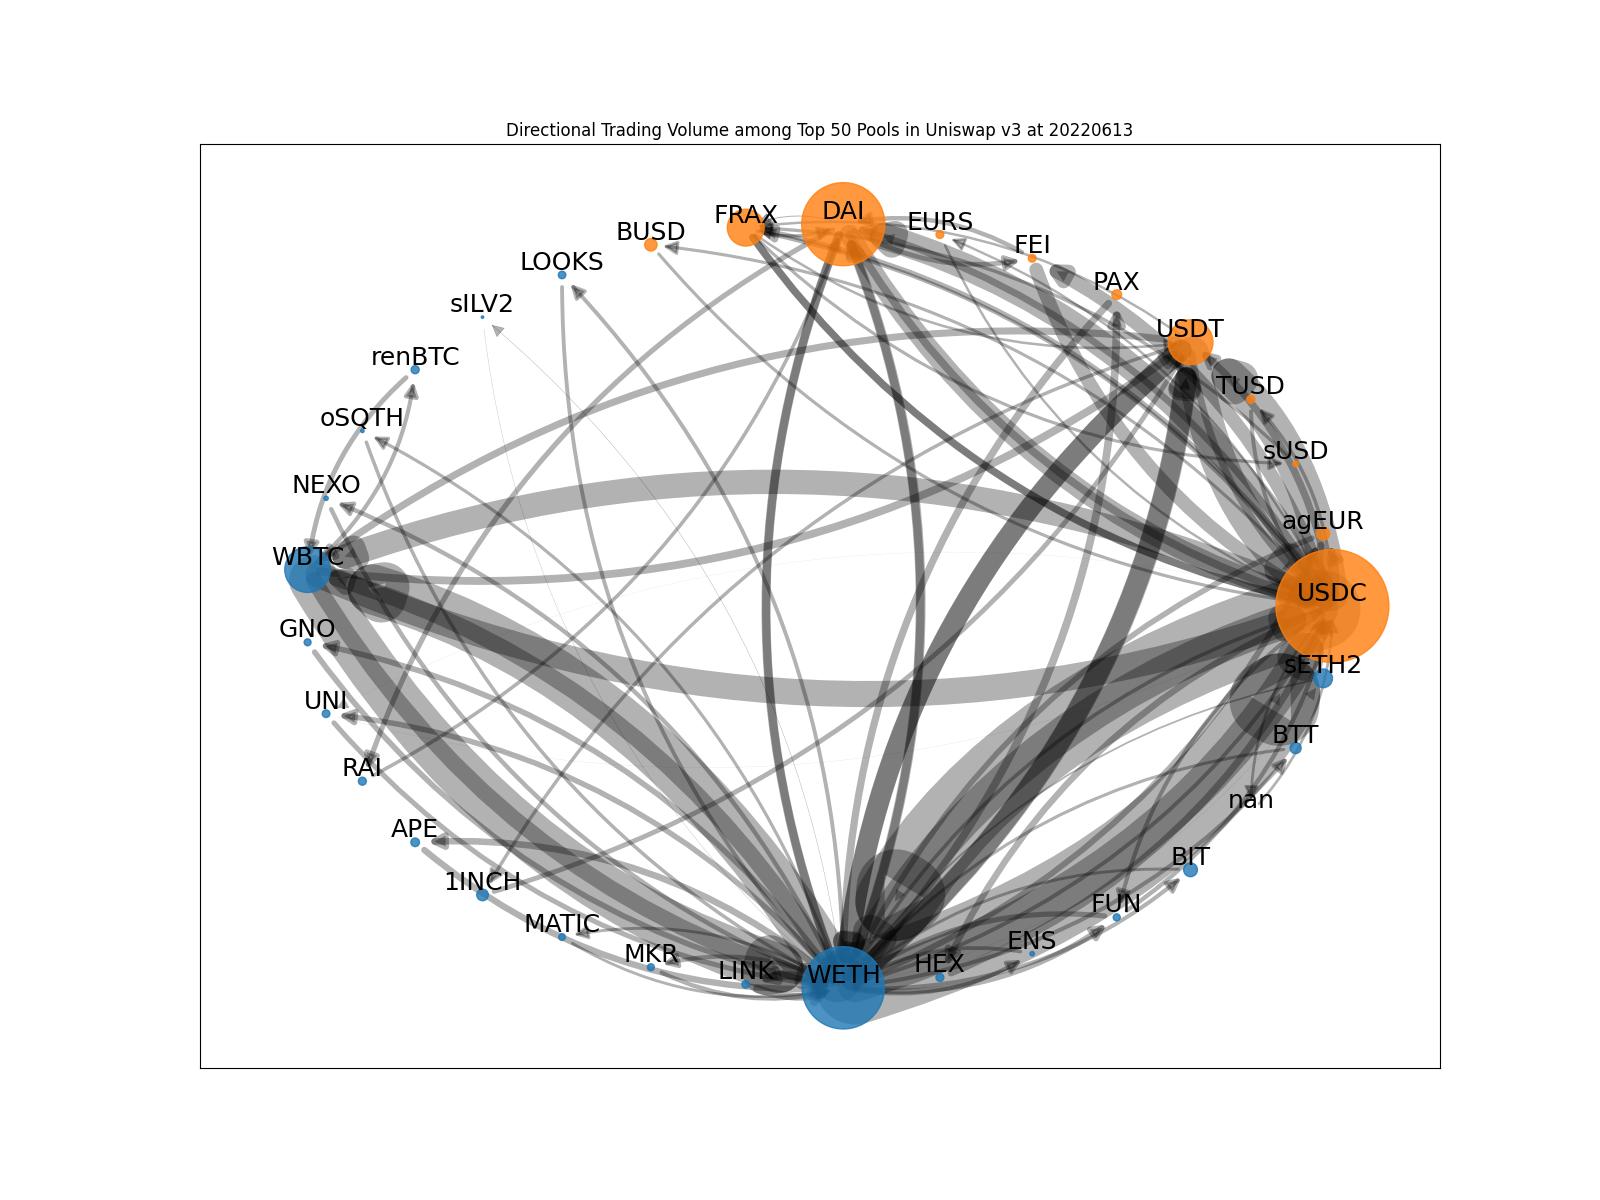 Directional Trading Volume among Top 50 Pools in Uniswap v3 at 20220613
DAI
FRAX
EURS
BUSD
FEI
LOOKS
PAX
sILV2
USDT
renBTC
TUSD
oSQTH
sUSD
NEXO
agEUR
WBTC
USDC
GNO
sETH2
UNI
BTT
RAI
nan
APE
BIT
1INCH
FUN
MATIC
ENS
MKR
HEX
LINK
WETH